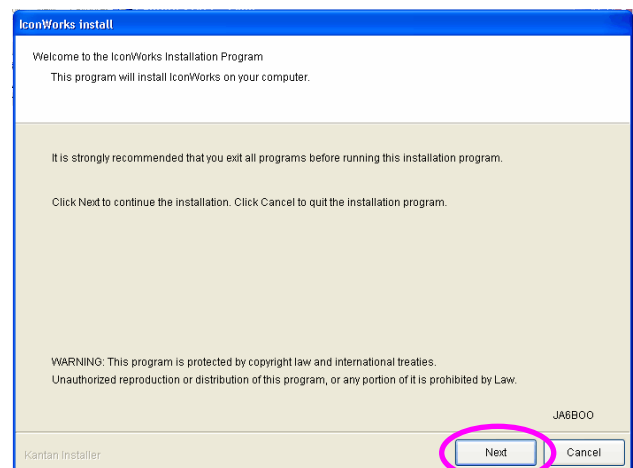 IconWorks install
Welcome to the IconWorks Installation Program
This program will install IconWorks on your computer.
It is strongly recommended that you exit all programs before running this installation program.
Click Next to continue the installation. Click Cancel to quit the installation program.
WARNING: This program is protected by copyright law and international treaties.
Unauthorized reproduction or distribution of this program, or any portion of it is prohibited by Law.
JA6BOO
Kantan Installer
Next
Cancel